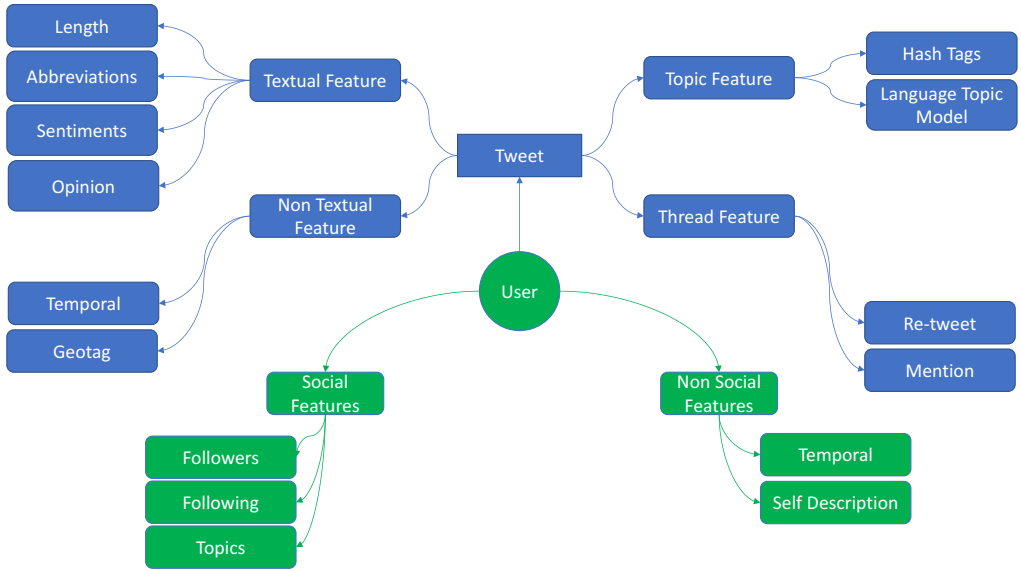 Length
Abbreviations
Sentiments
Opinion
Textual Feature
Non Textual
Feature
Temporal
Geotag
Tweet
Topic Feature
Hash Tags
Language Topic
Model
Thread Feature
Re-tweet
Mention
User
Social
Features
Followers
Following
Topics
Non Social
Features
Temporal
Self Description